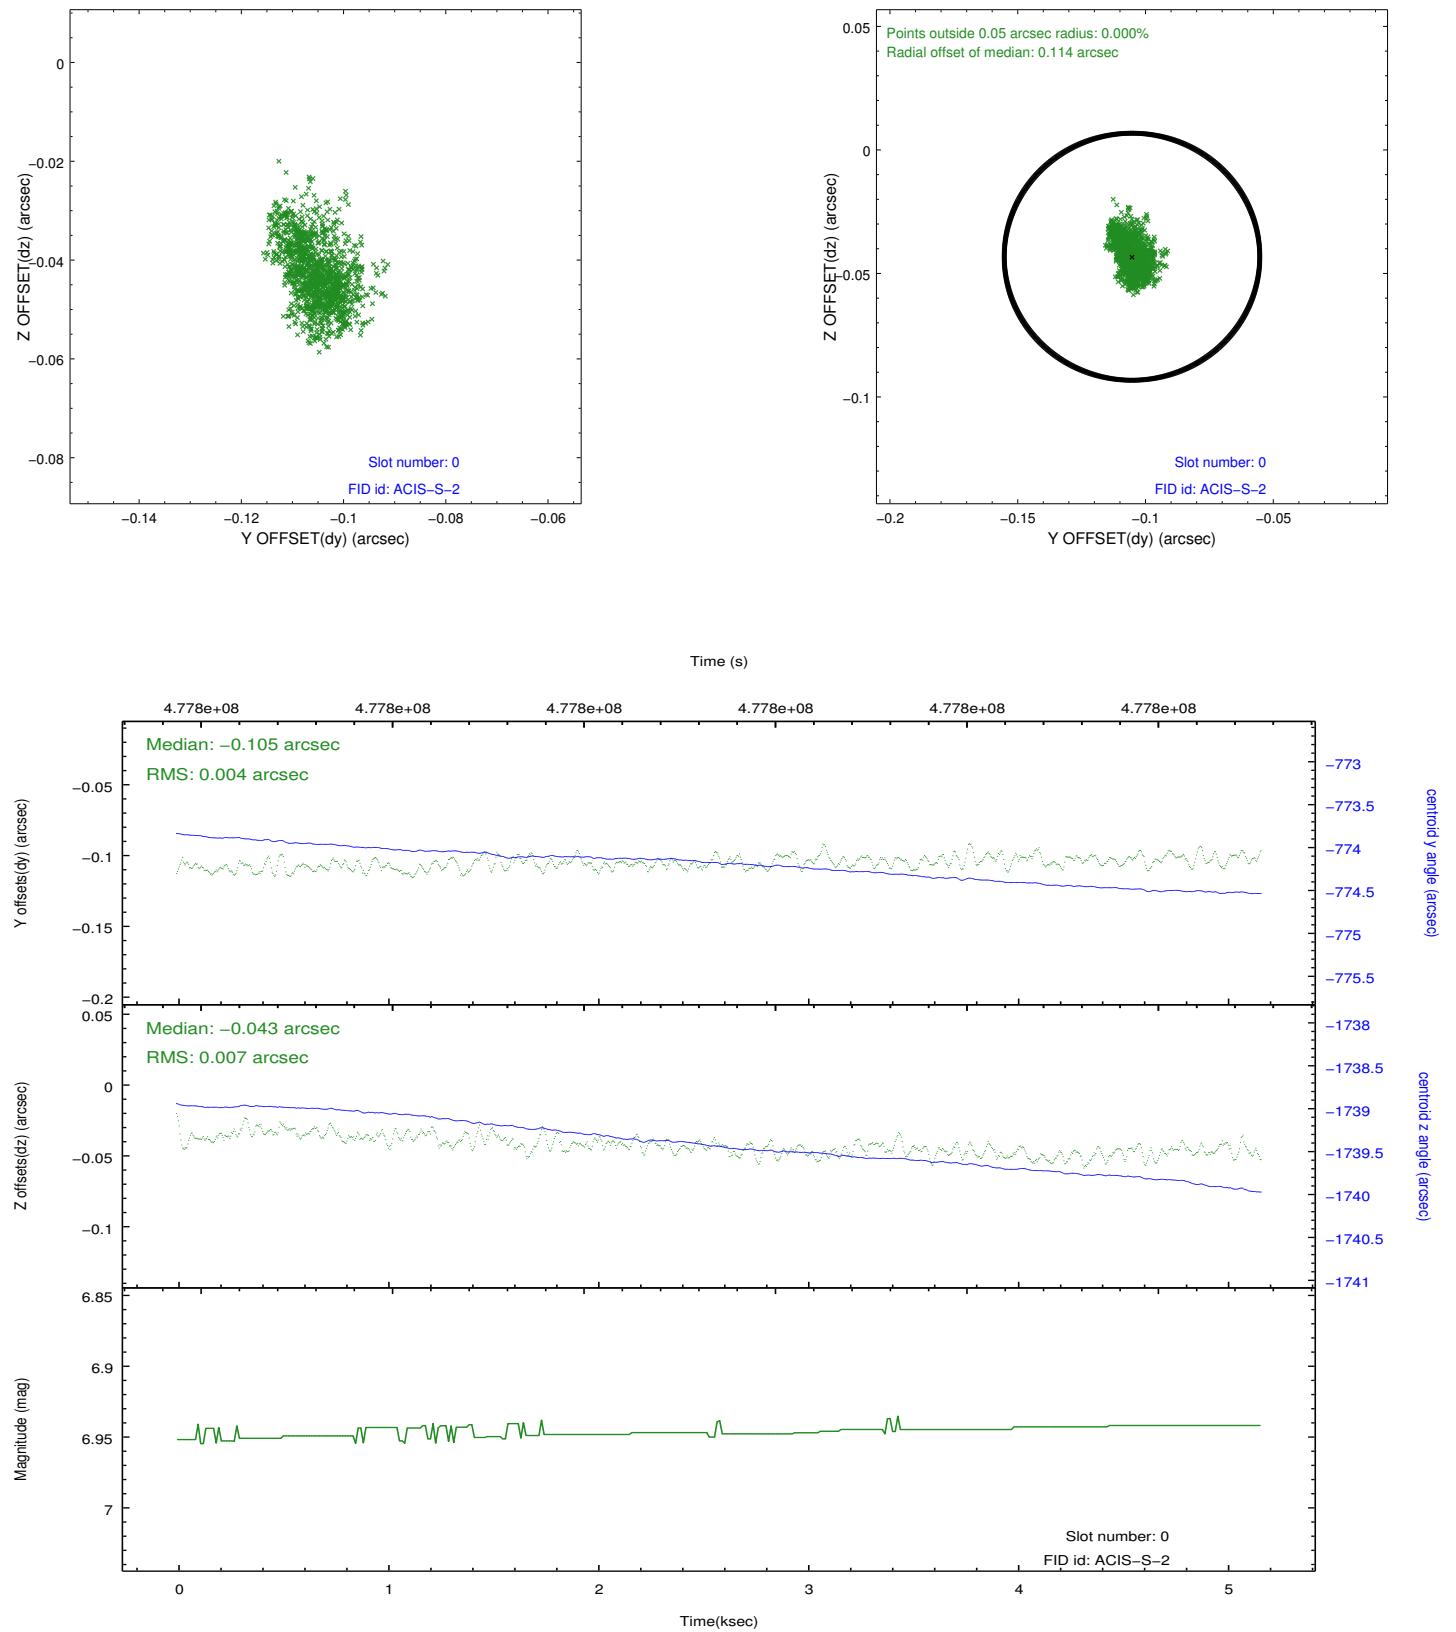 0
−0.02
−0.04
−0.06
−0.08
Z OFFSET(dz) (arcsec)
Slot number: 0
FID id: ACIS−S−2
−0.14
−0.12
−0.1
−0.08
−0.06
Y OFFSET(dy) (arcsec)
Points outside 0.05 arcsec radius: 0.000%
Radial offset of median: 0.114 arcsec
0.05
0
−0.05
−0.1
Z OFFSET(dz) (arcsec)
Slot number: 0
FID id: ACIS−S−2
−0.2
−0.15
−0.1
−0.05
Y OFFSET(dy) (arcsec)
Time (s)
4.778e+08
4.778e+08
4.778e+08
4.778e+08
4.778e+08
4.778e+08
Median: −0.105 arcsec
RMS: 0.004 arcsec
−0.05
−0.1
−0.15
−0.2
Y offsets(dy) (arcsec)
−773
−773.5
−774
−774.5
−775
−775.5
centroid y angle (arcsec)
Median: −0.043 arcsec
RMS: 0.007 arcsec
0.05
0
−0.05
−0.1
Z offsets(dz) (arcsec)
−1738
−1738.5
−1739
−1739.5
−1740
−1740.5
−1741
centroid z angle (arcsec)
6.85
6.9
6.95
7
Magnitude (mag)
Slot number: 0
FID id: ACIS−S−2
0
1
2
3
4
5
Time(ksec)